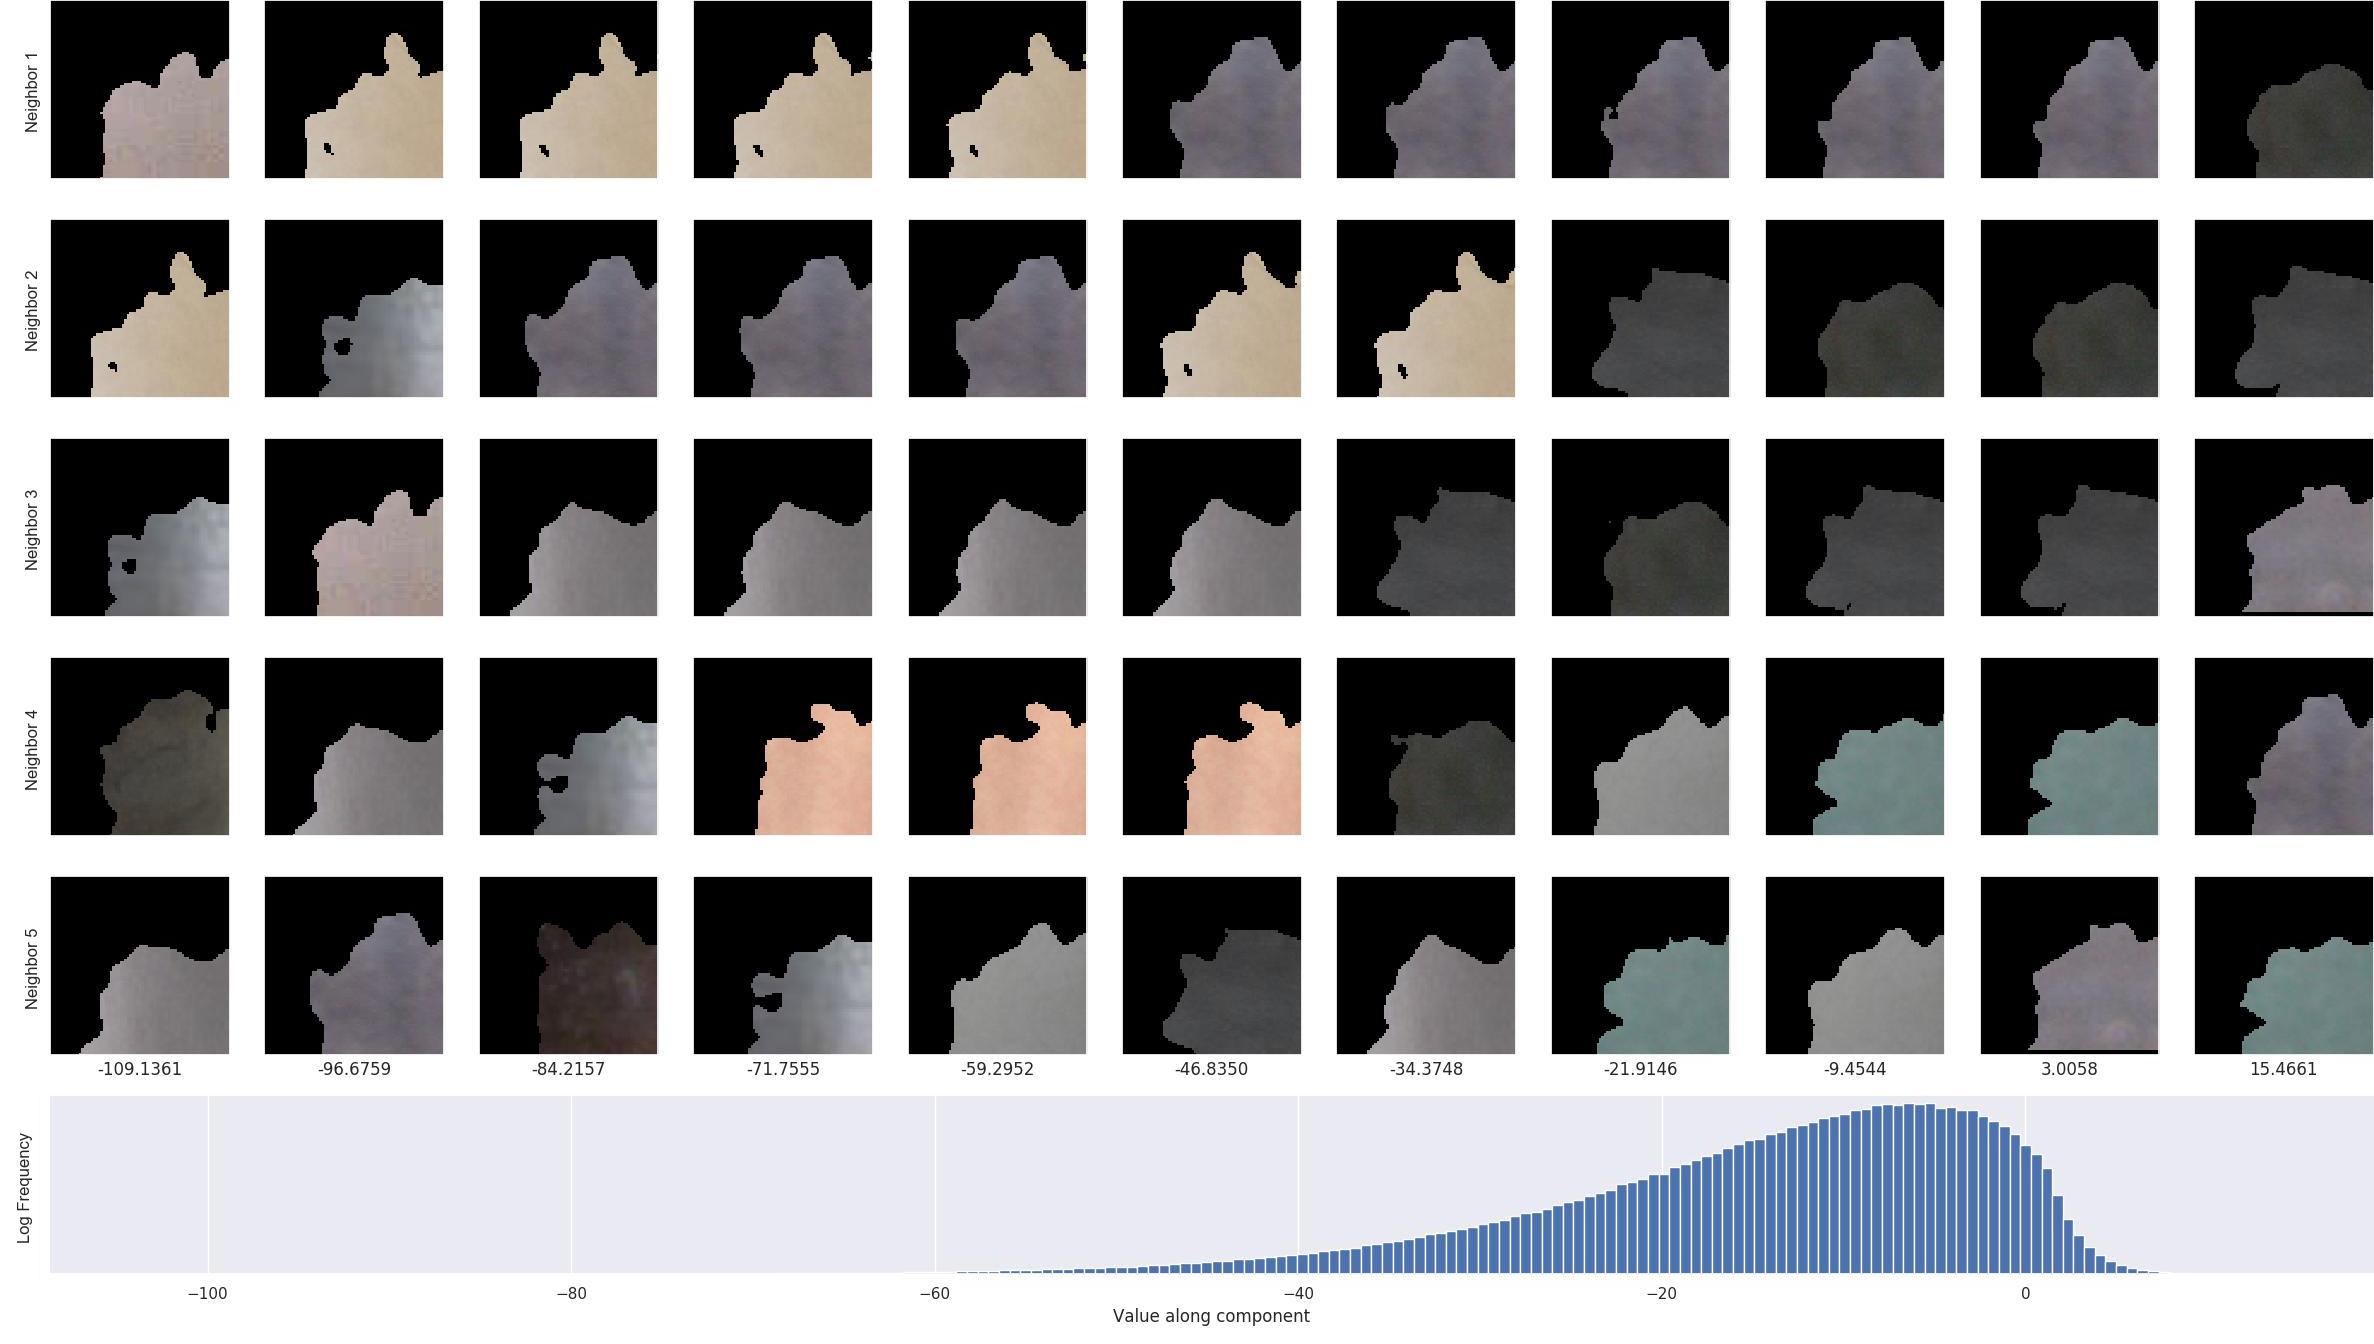 Neighbor 1
Neighbor 2
Neighbor 3
Neighbor 4
Neighbor 5
-109.1361 -96.6759 -84.2157 -71.7555 -59.2952 -46.8350 -34.3748 -21.9146 -9.4544 3.0058 15.4661
Log Frequency
−100 −80 −60 −40 −20 0
Value along component